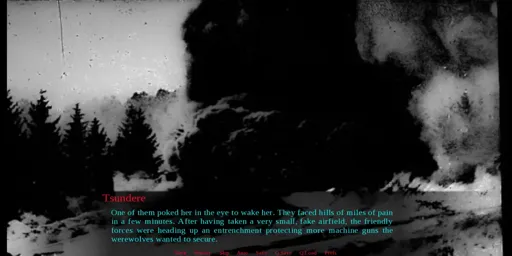 Tsundere
One of them poked her in the eye to wake her. They faced hills of miles of pain
in a few minutes. After having taken a very small, fake airfield, the friendly
forces were heading up an entrenchment protecting more machine guns the
werewolves wanted to secure.